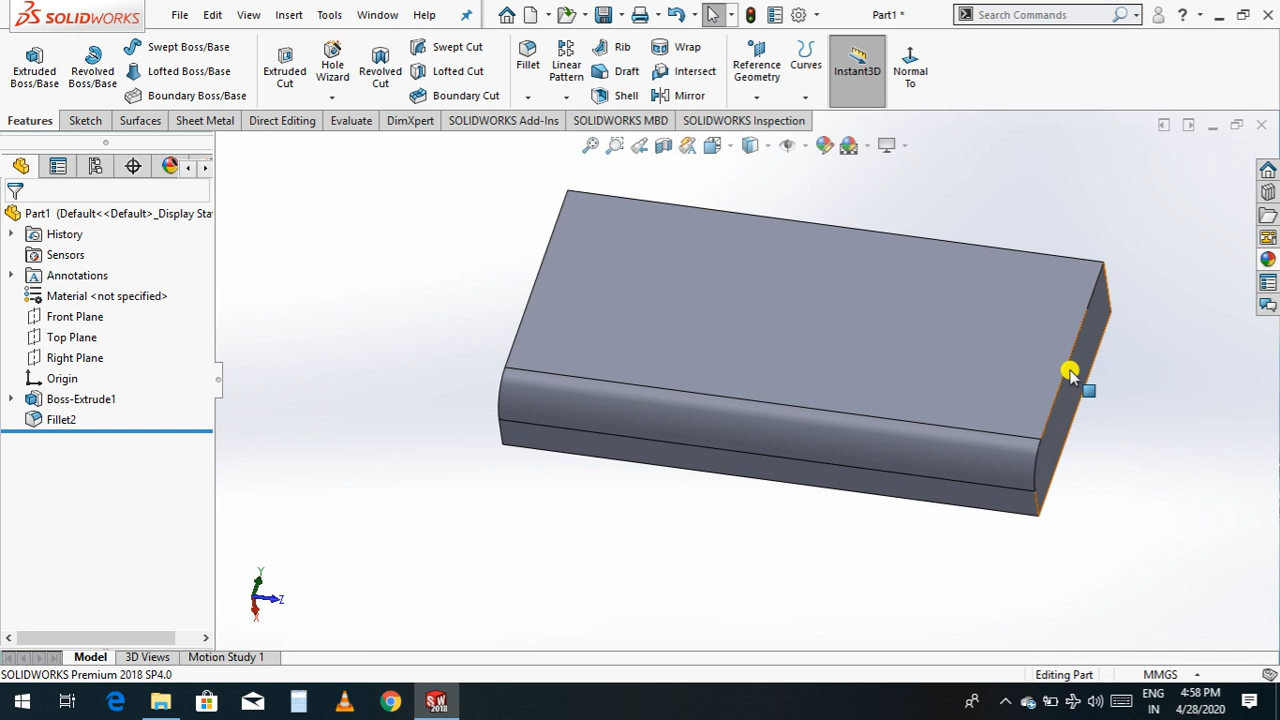 SOLIDWORKS File Edit View Insert Tools Window Help Part1 * Search Commands ?
Extruded Boss/Base
Revolved Boss/Base
Swept Boss/Base
Lofted Boss/Base
Boundary Boss/Base
Extruded Cut
Hole Wizard
Revolved Cut
Swept Cut
Lofted Cut
Boundary Cut
Fillet
Linear Pattern
Rib
Draft
Shell
Wrap
Intersect
Mirror
Reference Geometry
Curves
Instant3D
Normal To
Features Sketch Surfaces Sheet Metal Direct Editing Evaluate DimXpert SOLIDWORKS Add-Ins SOLIDWORKS MBD SOLIDWORKS Inspection
Part1 (Default<<Default>_Display Sta
History
Sensors
A Annotations
Material <not specified>
Front Plane
Top Plane
Right Plane
Origin
Boss-Extrude1
Fillet2
Y
Z
X
Model 3D Views Motion Study 1
SOLIDWORKS Premium 2018 SP4.0 Editing Part MMGS
SW 2018
ENG 4:58 PM
IN 4/28/2020